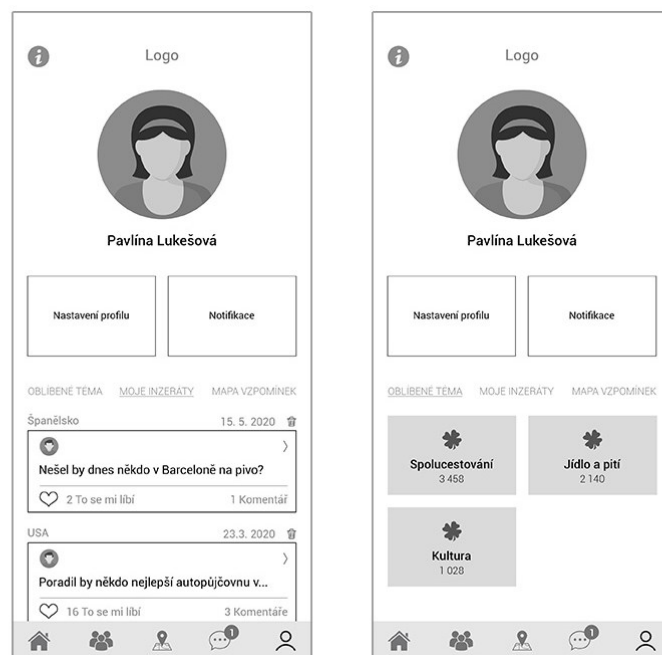 Logo
Pavlína Lukešová
Nastavení profilu
Notifikace
OBLÍBENÉ TÉMA MOJE INZERÁTY MAPA VZPOMÍNEK
Španělsko 15. 5. 2020
Nešel by dnes někdo v Barceloně na pivo?
2 To se mi líbí 1 Komentář
USA 23.3. 2020
Poradil by někdo nejlepší autopůjčovnu v...
16 To se mi líbí 3 Komentáře
1
Logo
Pavlína Lukešová
Nastavení profilu
Notifikace
OBLÍBENÉ TÉMA MOJE INZERÁTY MAPA VZPOMÍNEK
Spolucestování
3 458
Jídlo a pití
2 140
Kultura
1 028
1